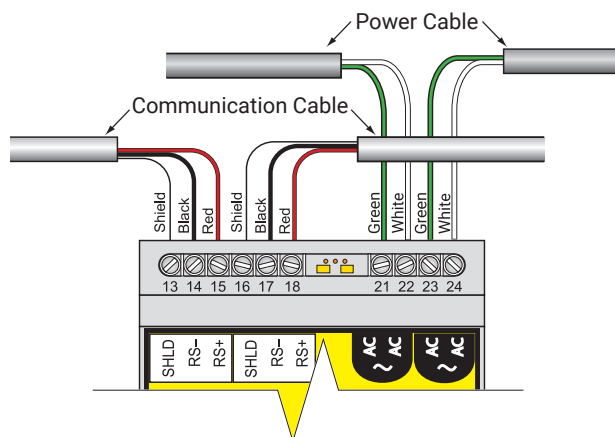 Power Cable
Communication Cable
Shield
Black
Red
Shield
Black
Red
Green
White
Green
White
13 14 15 16 17 18 21 22 23 24
SHLD
RS–
RS+
SHLD
RS–
RS+
AC
AC
~
AC
AC
~